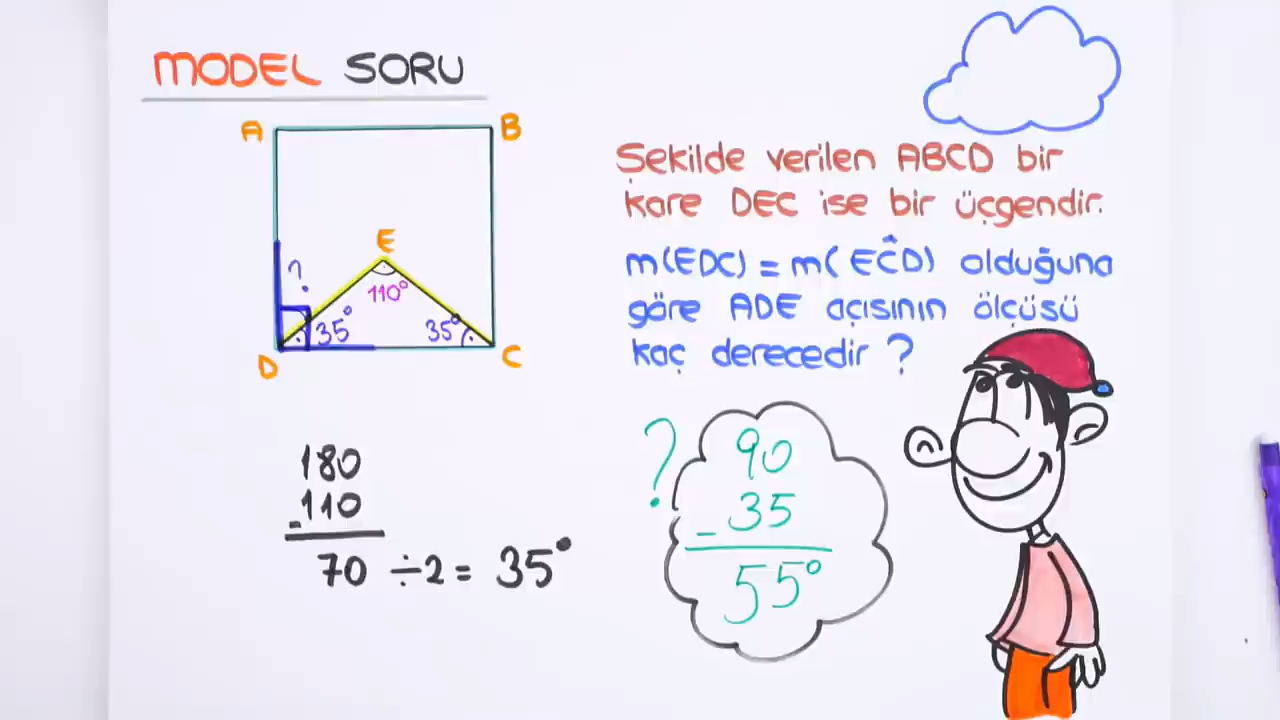 MODEL SORU
A
B
E
?
110°
35°
35°
D
C
Şekilde verilen ABCD bir
kare DEC ise bir üçgendir.
m(EDC) = m(EĈD) olduğuna
göre ADE açısının ölçüsü
kaç derecedir ?
180
-110
70 ÷2 = 35°
?
90
-35
55°